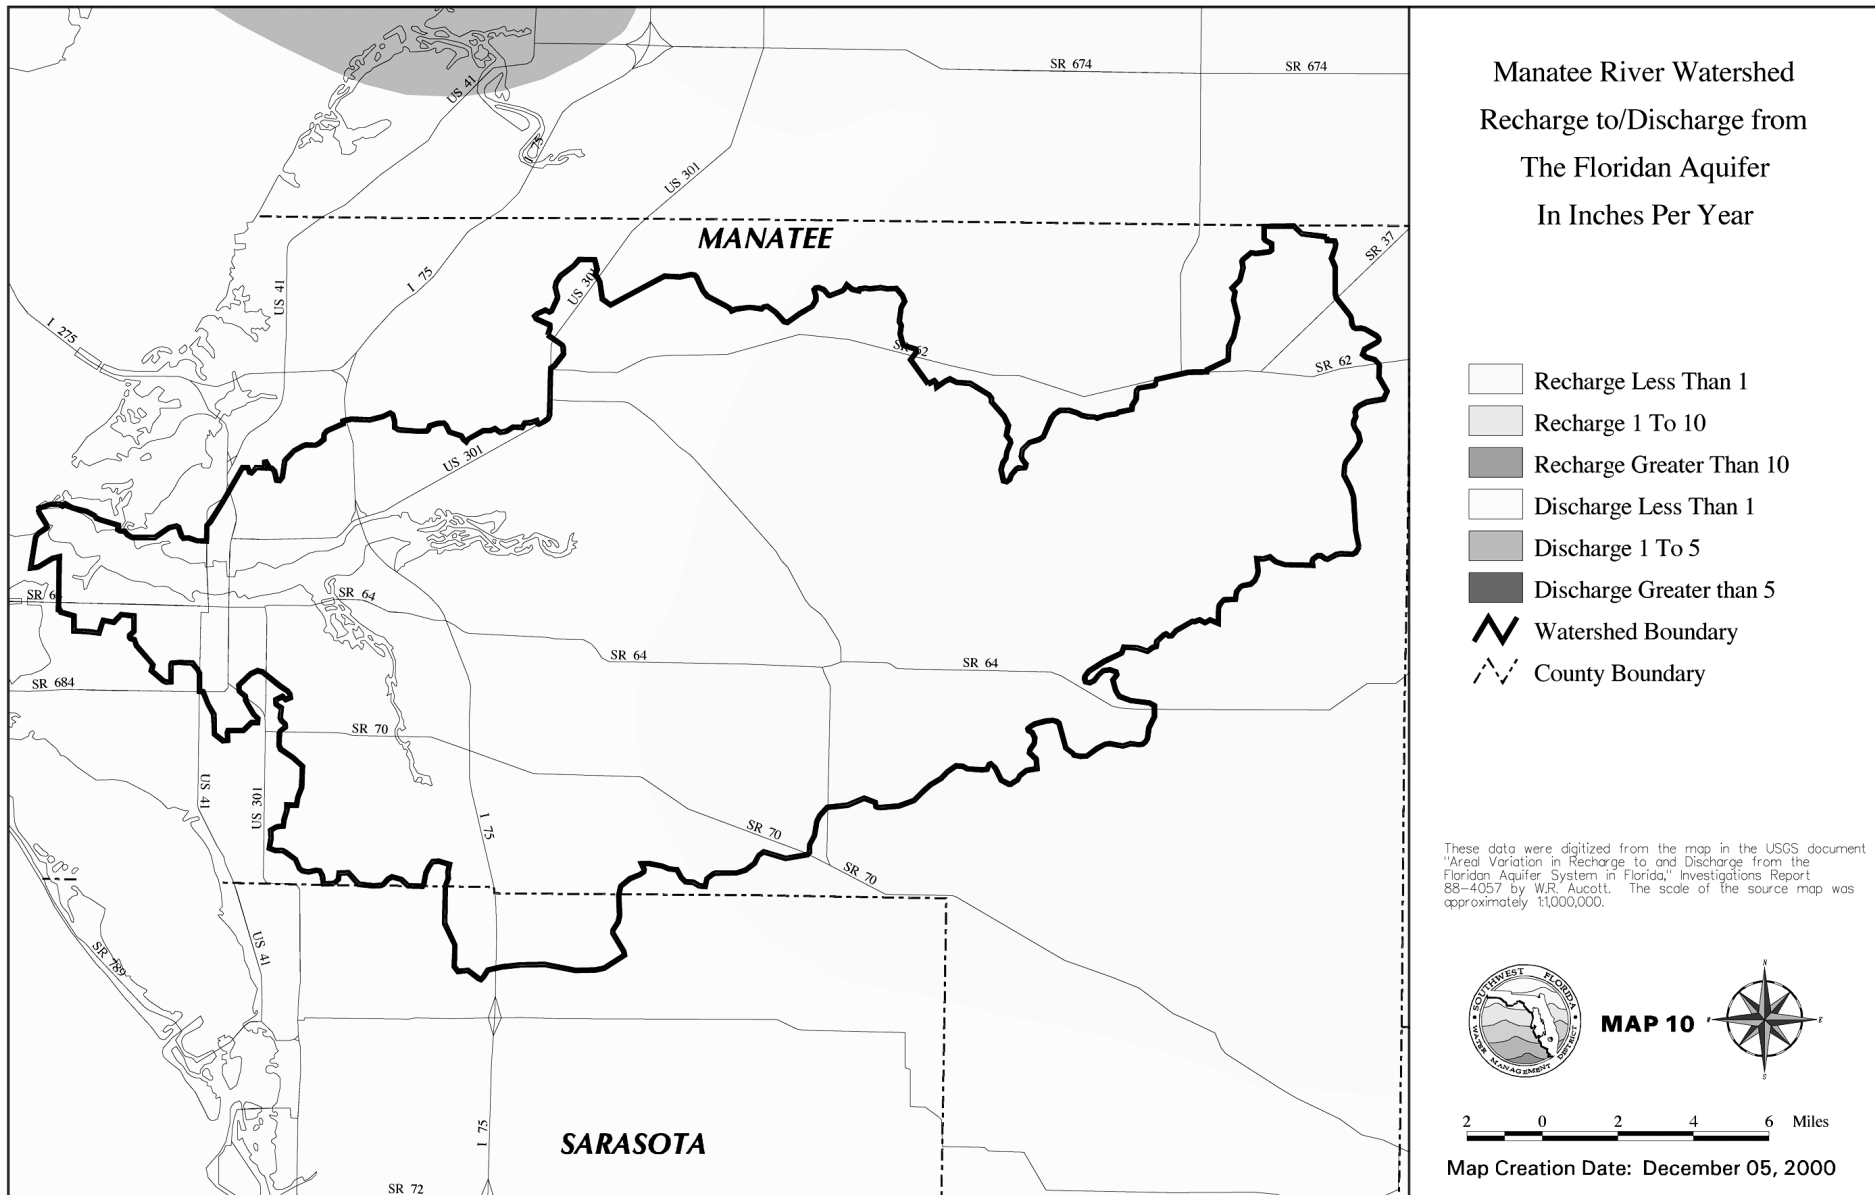 SR 674
SR 674
US 41
I 75
US 301
MANATEE
SR 37
I 75
US 41
US 301
I 275
SR 62
SR 62
US 301
SR 6
SR 64
SR 64
SR 64
SR 684
SR 70
US 41
US 301
I 75
SR 70
SR 70
US 41
SR 789
I 75
SARASOTA
SR 72
Manatee River Watershed
Recharge to/Discharge from
The Floridan Aquifer
In Inches Per Year
Recharge Less Than 1
Recharge 1 To 10
Recharge Greater Than 10
Discharge Less Than 1
Discharge 1 To 5
Discharge Greater than 5
Watershed Boundary
County Boundary
These data were digitized from the map in the USGS document
"Areal Variation in Recharge to and Discharge from the
Floridan Aquifer System in Florida," Investigations Report
88-4057 by W.R. Aucott. The scale of the source map was
approximately 1:1,000,000.
SOUTHWEST FLORIDA
WATER MANAGEMENT DISTRICT
MAP 10
N
W
E
S
2 0 2 4 6 Miles
Map Creation Date: December 05, 2000